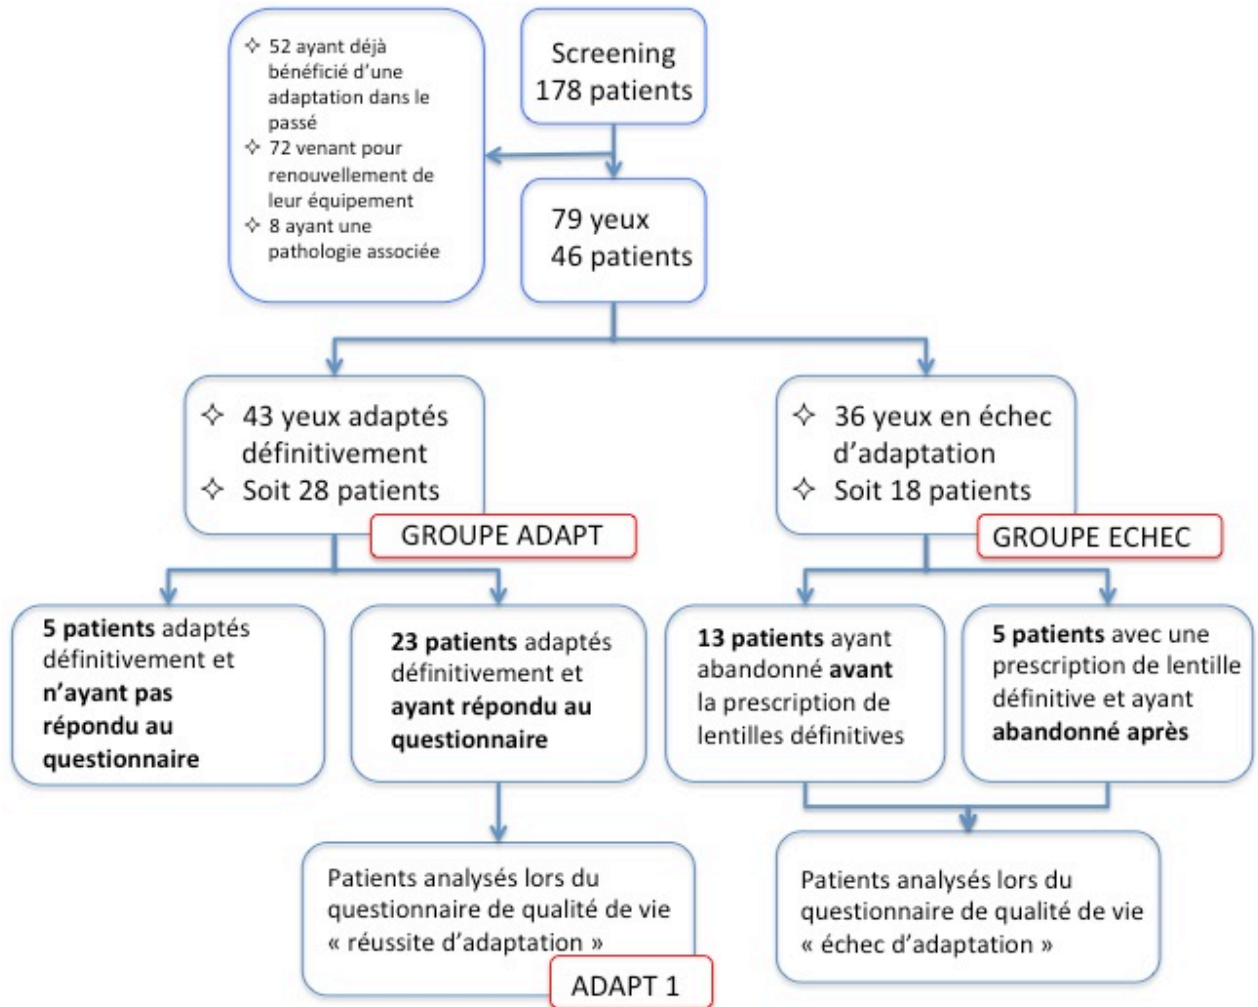 ✧ 52 ayant déjà
bénéficié d'une
adaptation dans le
passé
✧ 72 venant pour
renouvellement de
leur équipement
✧ 8 ayant une
pathologie associée
Screening
178 patients
79 yeux
46 patients
✧ 43 yeux adaptés
définitivement
✧ Soit 28 patients
GROUPE ADAPT
✧ 36 yeux en échec
d'adaptation
✧ Soit 18 patients
GROUPE ECHEC
5 patients adaptés
définitivement et
n'ayant pas
répondu au
questionnaire
23 patients adaptés
définitivement et
ayant répondu au
questionnaire
13 patients ayant
abandonné avant
la prescription de
lentilles définitives
5 patients avec une
prescription de lentille
définitive et ayant
abandonné après
Patients analysés lors du
questionnaire de qualité de vie
« réussite d'adaptation »
ADAPT 1
Patients analysés lors du
questionnaire de qualité de vie
« échec d'adaptation »